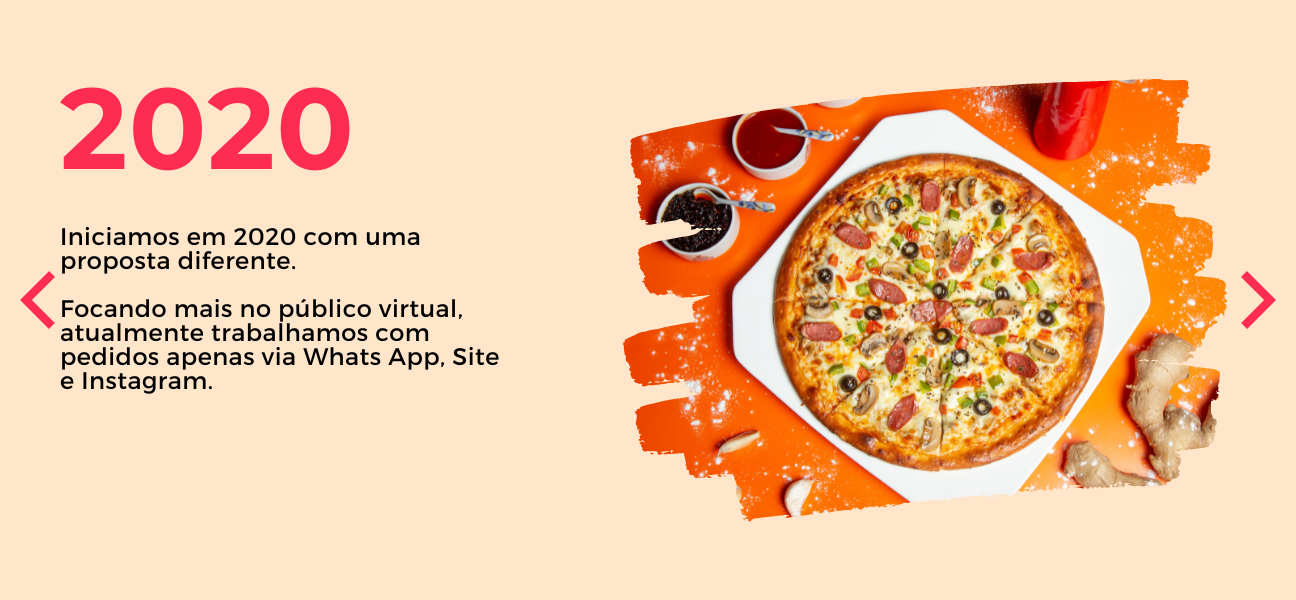 2020
Iniciamos em 2020 com uma
proposta diferente.
Focando mais no público virtual,
atualmente trabalhamos com
pedidos apenas via Whats App, Site
e Instagram.